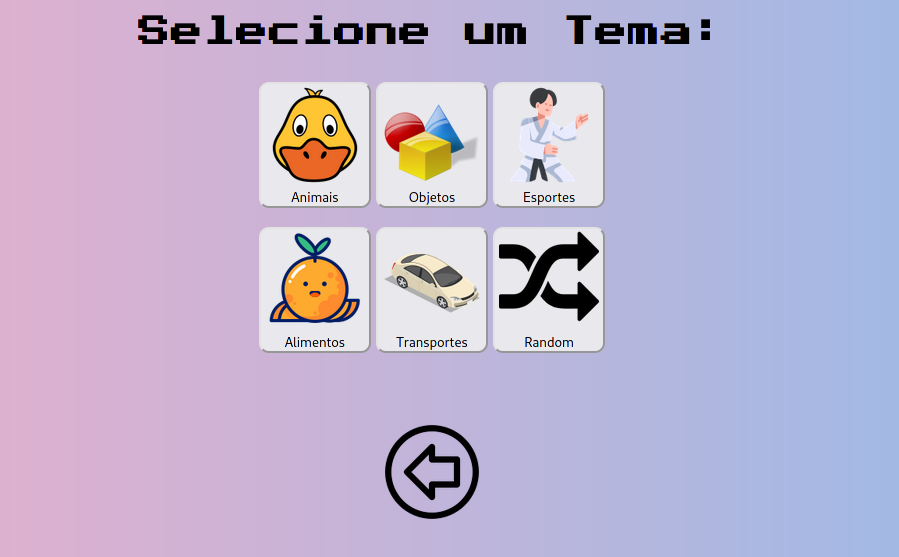 Selecione um Tema:
Animais
Objetos
Esportes
Alimentos
Transportes
Random